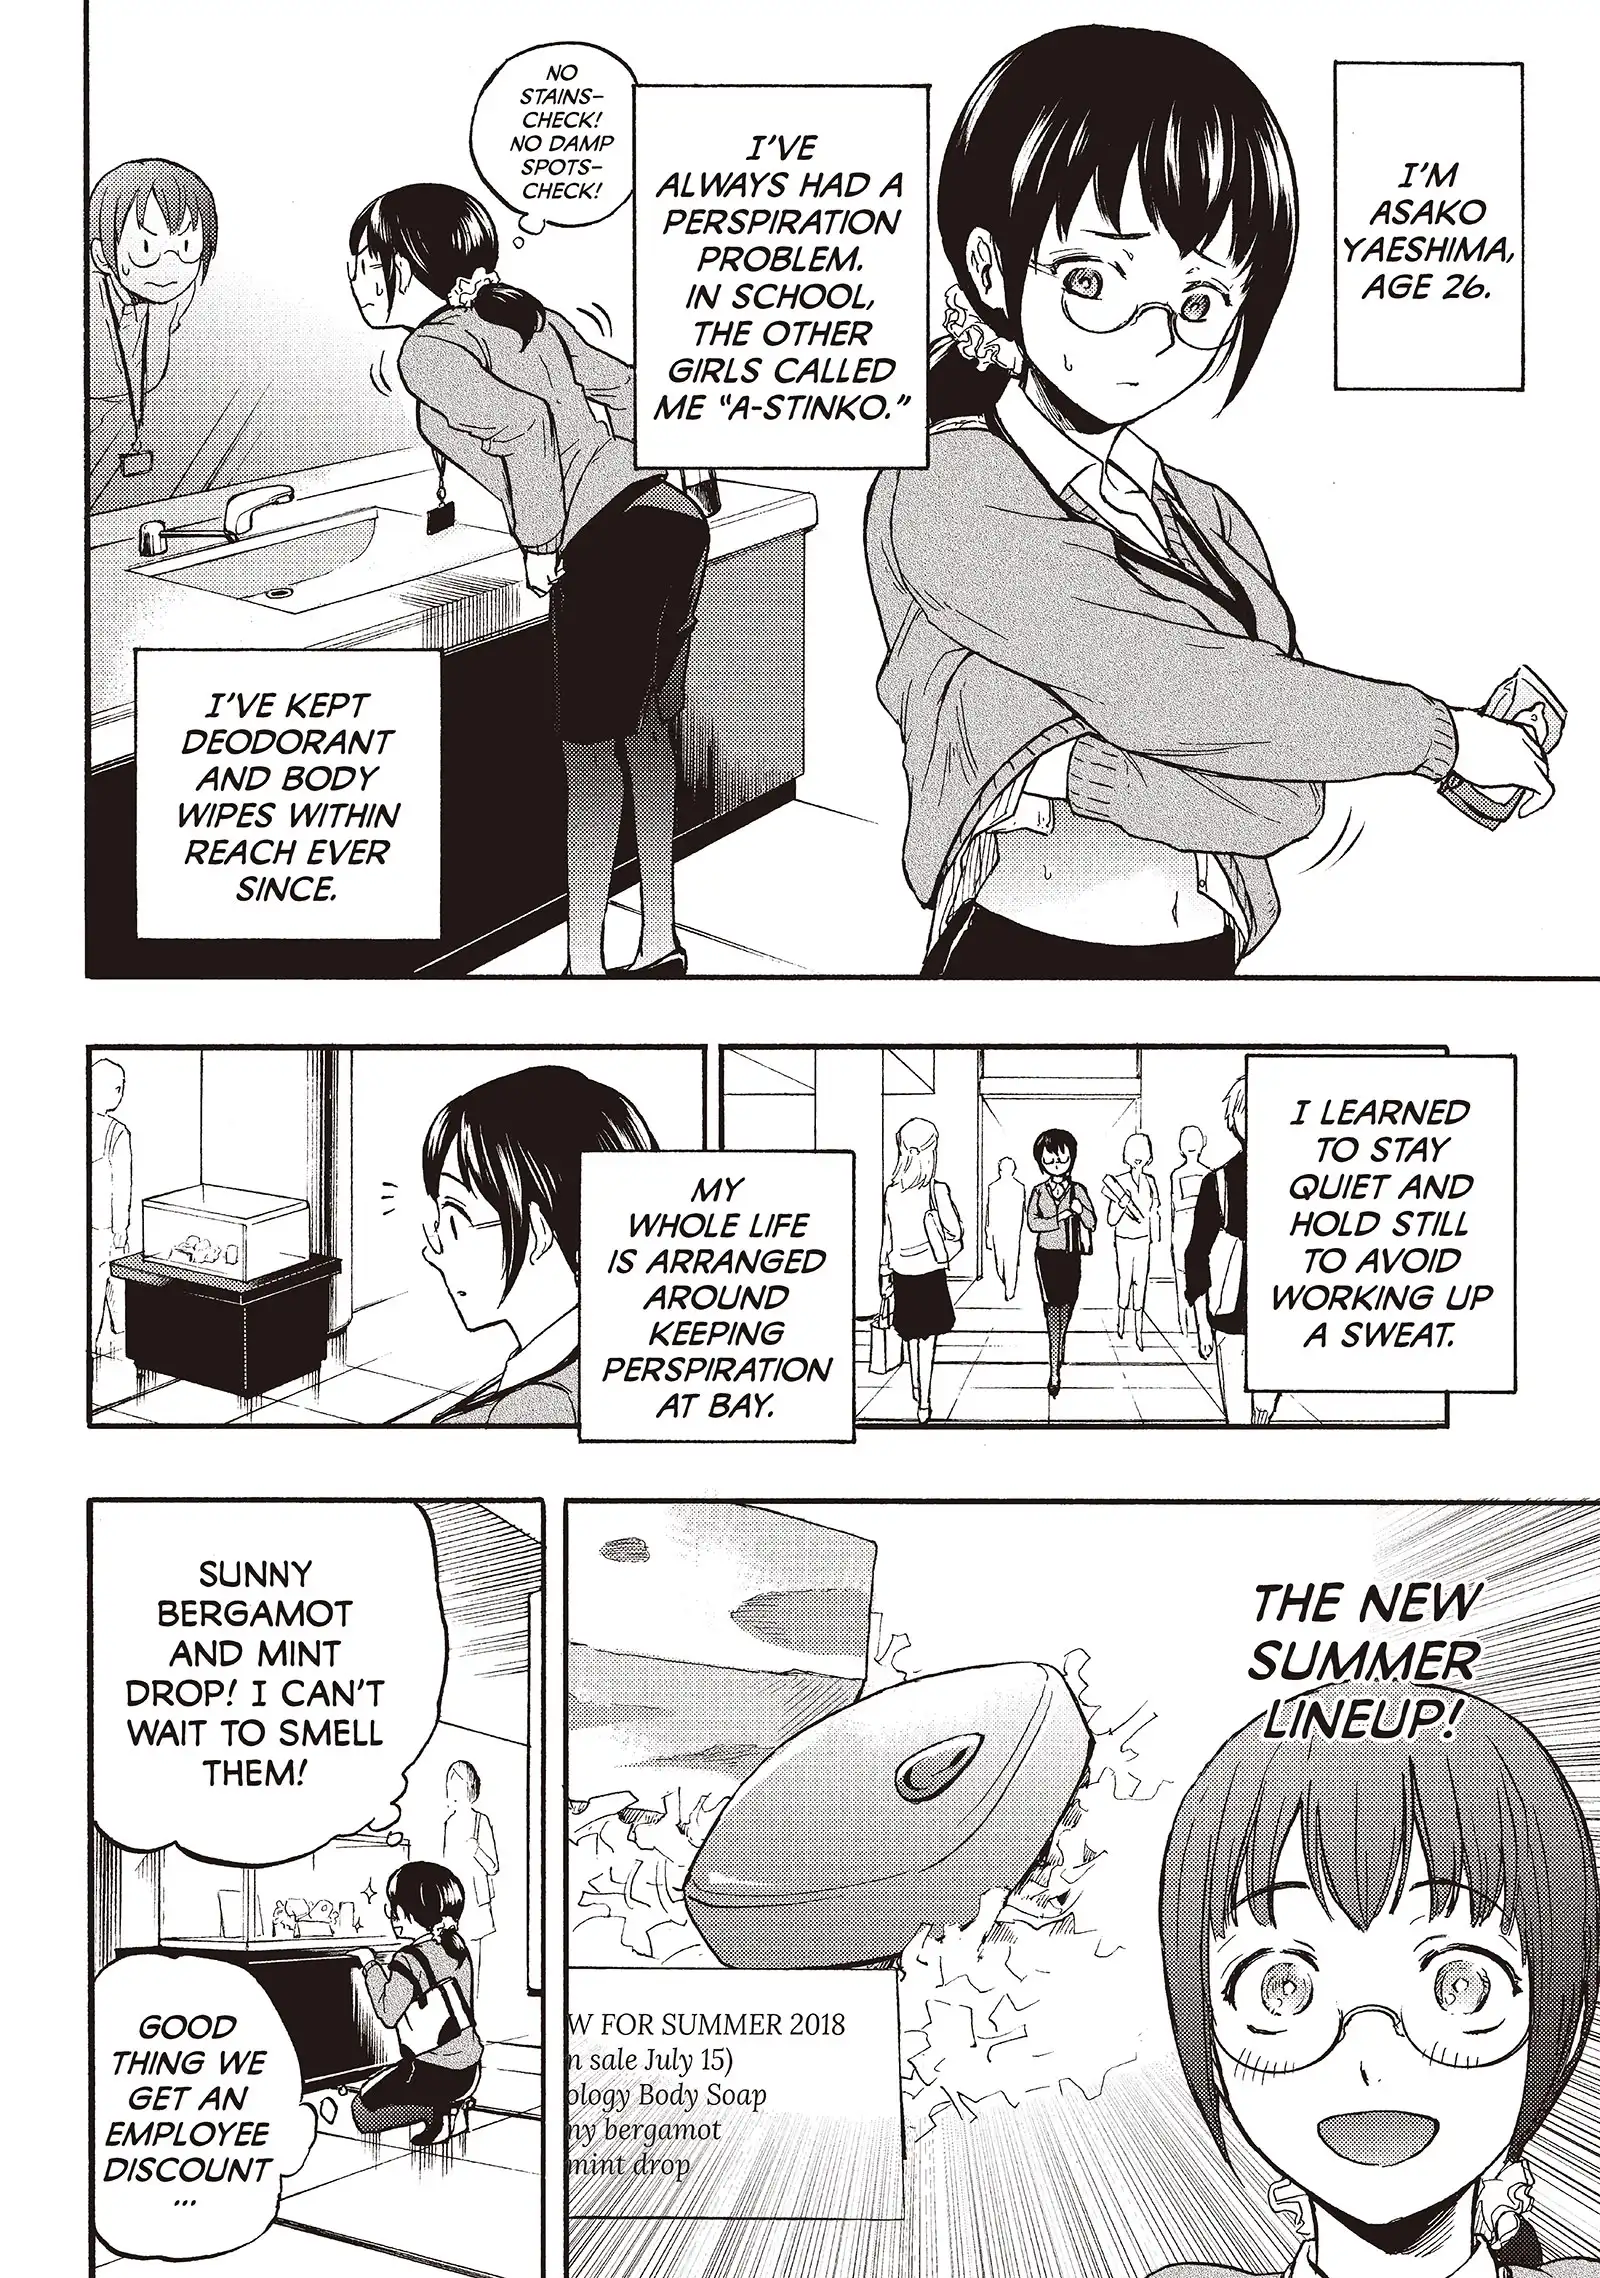 I'M
ASAKO
YAESHIMA,
AGE 26.
I'VE
ALWAYS HAD A
PERSPIRATION
PROBLEM.
IN SCHOOL,
THE OTHER
GIRLS CALLED
ME "A-STINKO."
NO
STAINS–
CHECK!
NO DAMP
SPOTS–
CHECK!
I'VE KEPT
DEODORANT
AND BODY
WIPES WITHIN
REACH EVER
SINCE.
I LEARNED
TO STAY
QUIET AND
HOLD STILL
TO AVOID
WORKING UP
A SWEAT.
MY
WHOLE LIFE
IS ARRANGED
AROUND
KEEPING
PERSPIRATION
AT BAY.
THE NEW
SUMMER
LINEUP!
W FOR SUMMER 2018
n sale July 15)
ology Body Soap
ny bergamot
mint drop
SUNNY
BERGAMOT
AND MINT
DROP! I CAN'T
WAIT TO SMELL
THEM!
GOOD
THING WE
GET AN
EMPLOYEE
DISCOUNT
...